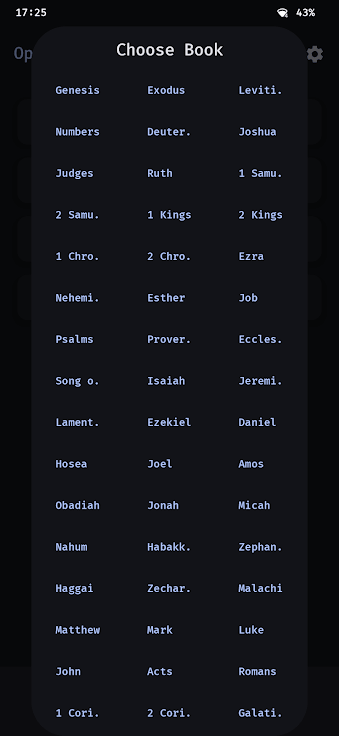 17:25 43%
Op
Choose Book
Genesis Exodus Leviti.
Numbers Deuter. Joshua
Judges Ruth 1 Samu.
2 Samu. 1 Kings 2 Kings
1 Chro. 2 Chro. Ezra
Nehemi. Esther Job
Psalms Prover. Eccles.
Song o. Isaiah Jeremi.
Lament. Ezekiel Daniel
Hosea Joel Amos
Obadiah Jonah Micah
Nahum Habakk. Zephan.
Haggai Zechar. Malachi
Matthew Mark Luke
John Acts Romans
1 Cori. 2 Cori. Galati.